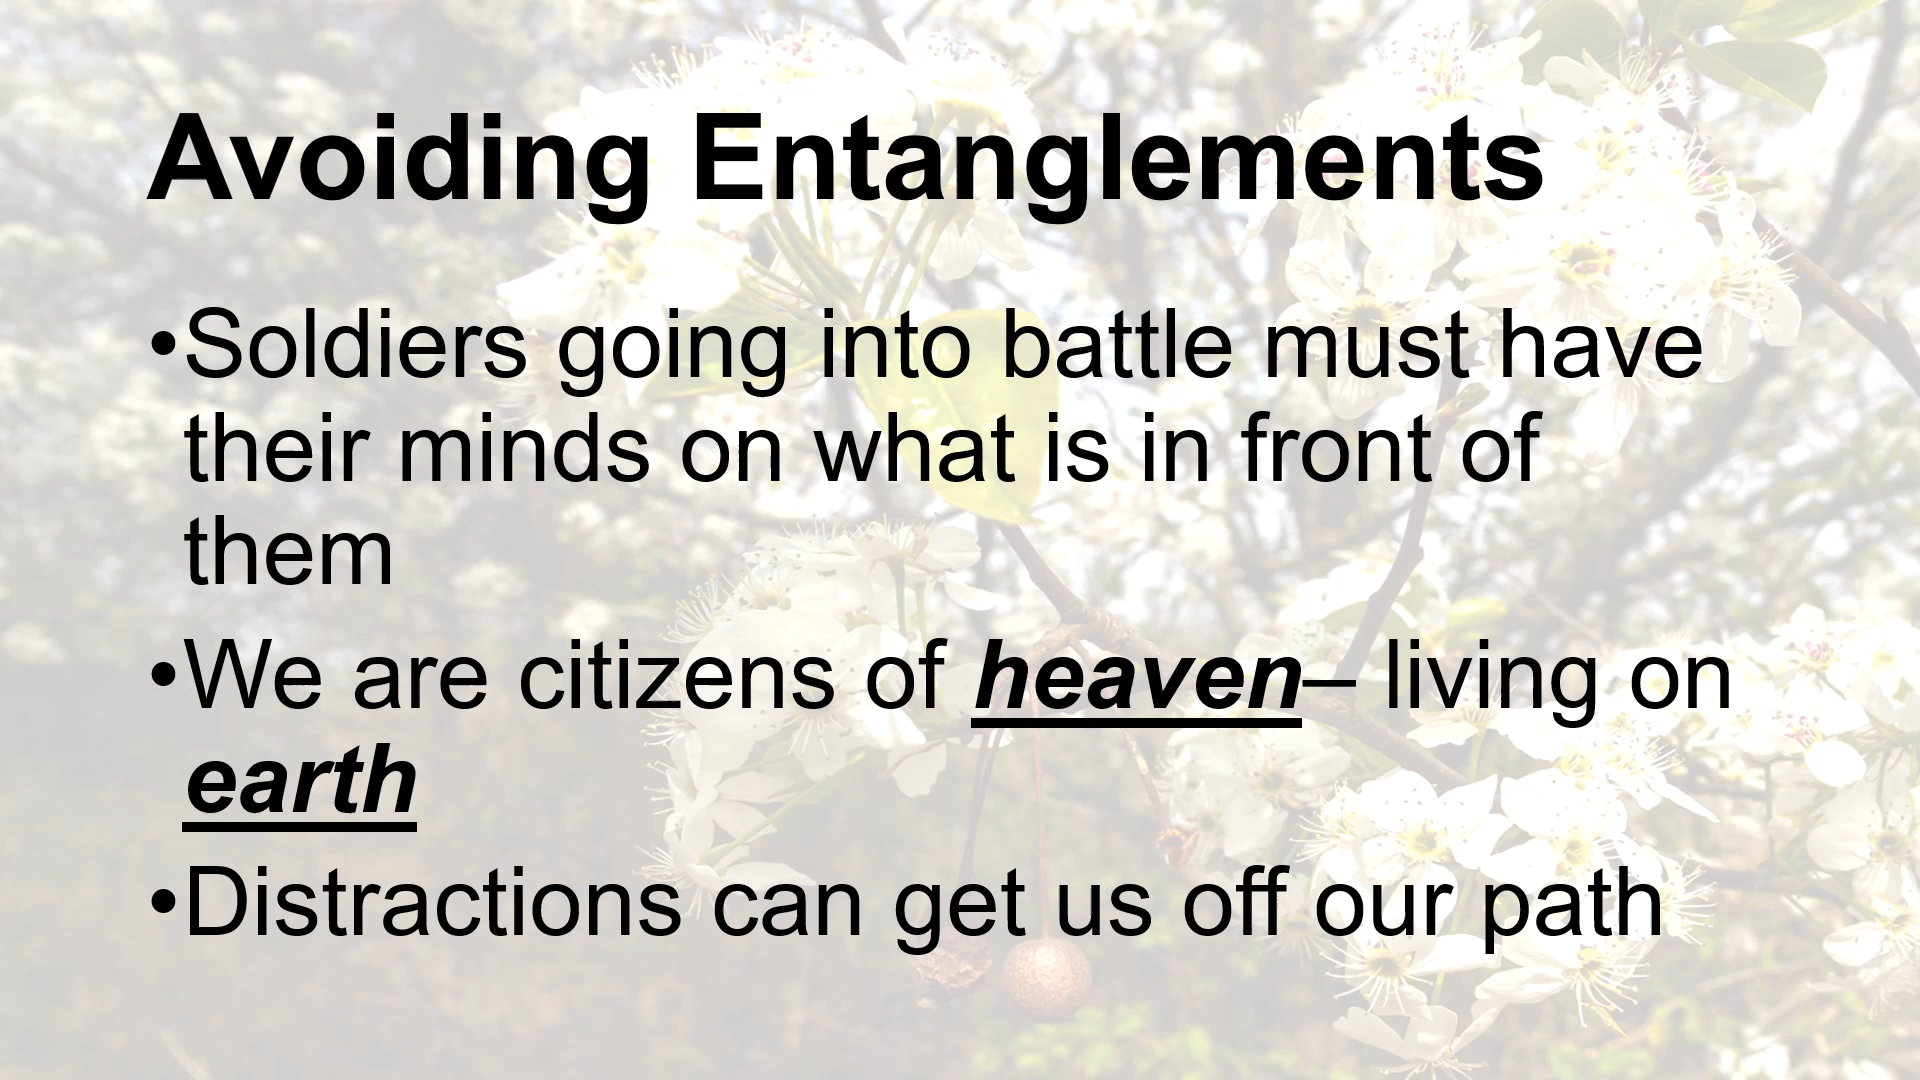 Avoiding Entanglements
•Soldiers going into battle must have
their minds on what is in front of
them
•We are citizens of heaven– living on
earth
•Distractions can get us off our path